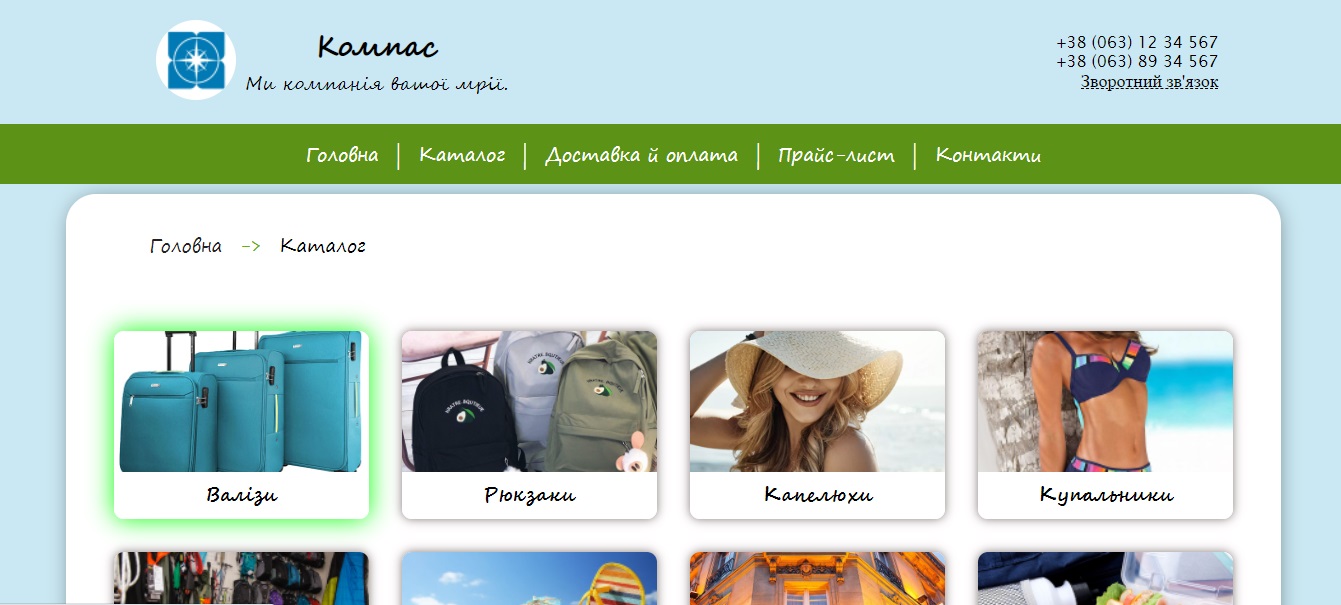 Компас
Ми компанія вашої мрії.
+38 (063) 12 34 567
+38 (063) 89 34 567
Зворотний зв'язок
Головна | Каталог | Доставка й оплата | Прайс-лист | Контакти
Головна -> Каталог
Валізи Рюкзаки Капелюхи Купальники